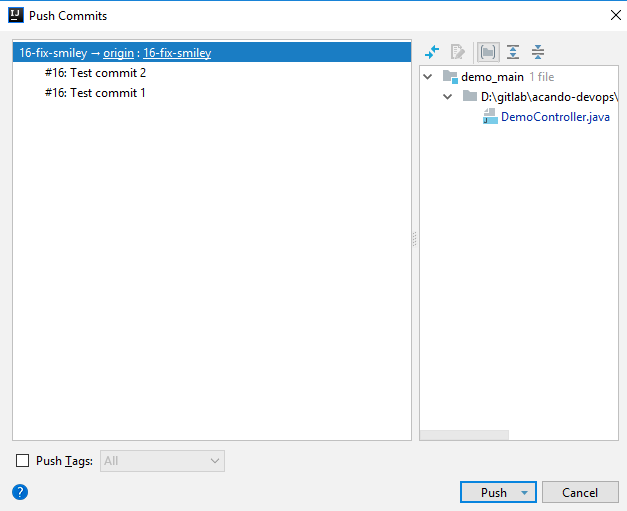 IJ
Push Commits
16-fix-smiley → origin : 16-fix-smiley
#16: Test commit 2
#16: Test commit 1
demo_main 1 file
D:\gitlab\acando-devops\
J
DemoController.java
Push Tags:
All
?
Push
Cancel